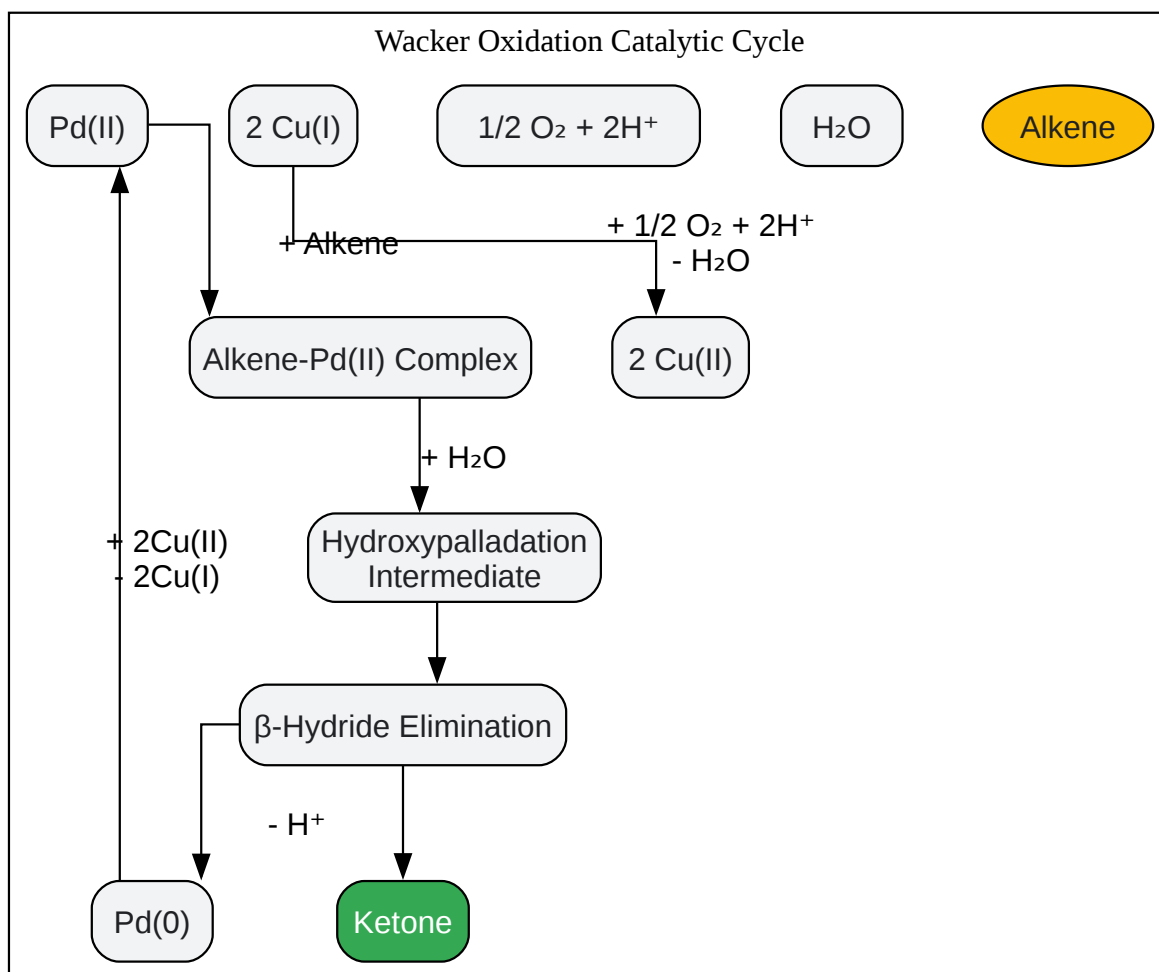 Wacker Oxidation Catalytic Cycle
Pd(II)
2 Cu(I)
1/2 O₂ + 2H⁺
H₂O
Alkene
+ Alkene
+ 1/2 O₂ + 2H⁺
- H₂O
Alkene-Pd(II) Complex
2 Cu(II)
+ H₂O
+ 2Cu(II)
- 2Cu(I)
Hydroxypalladation
Intermediate
β-Hydride Elimination
- H⁺
Pd(0)
Ketone